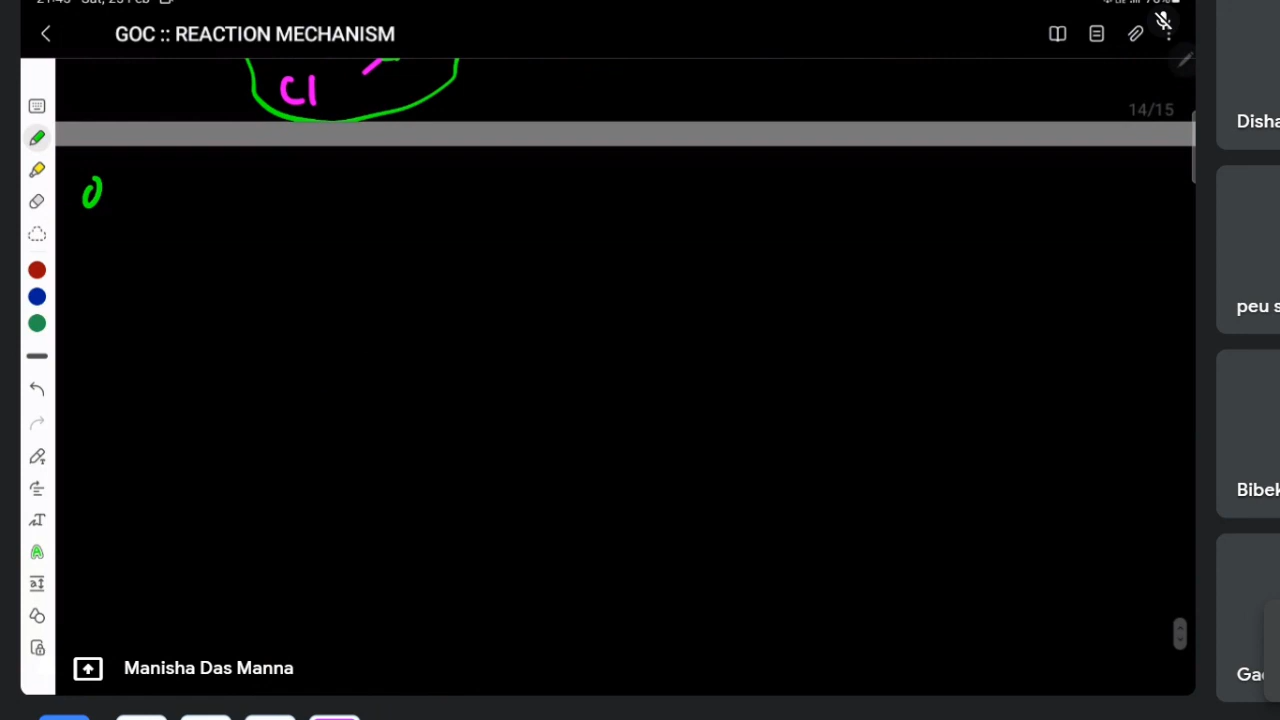 GOC :: REACTION MECHANISM
Cl
14/15
Disha
peu s
Bibek
Manisha Das Manna